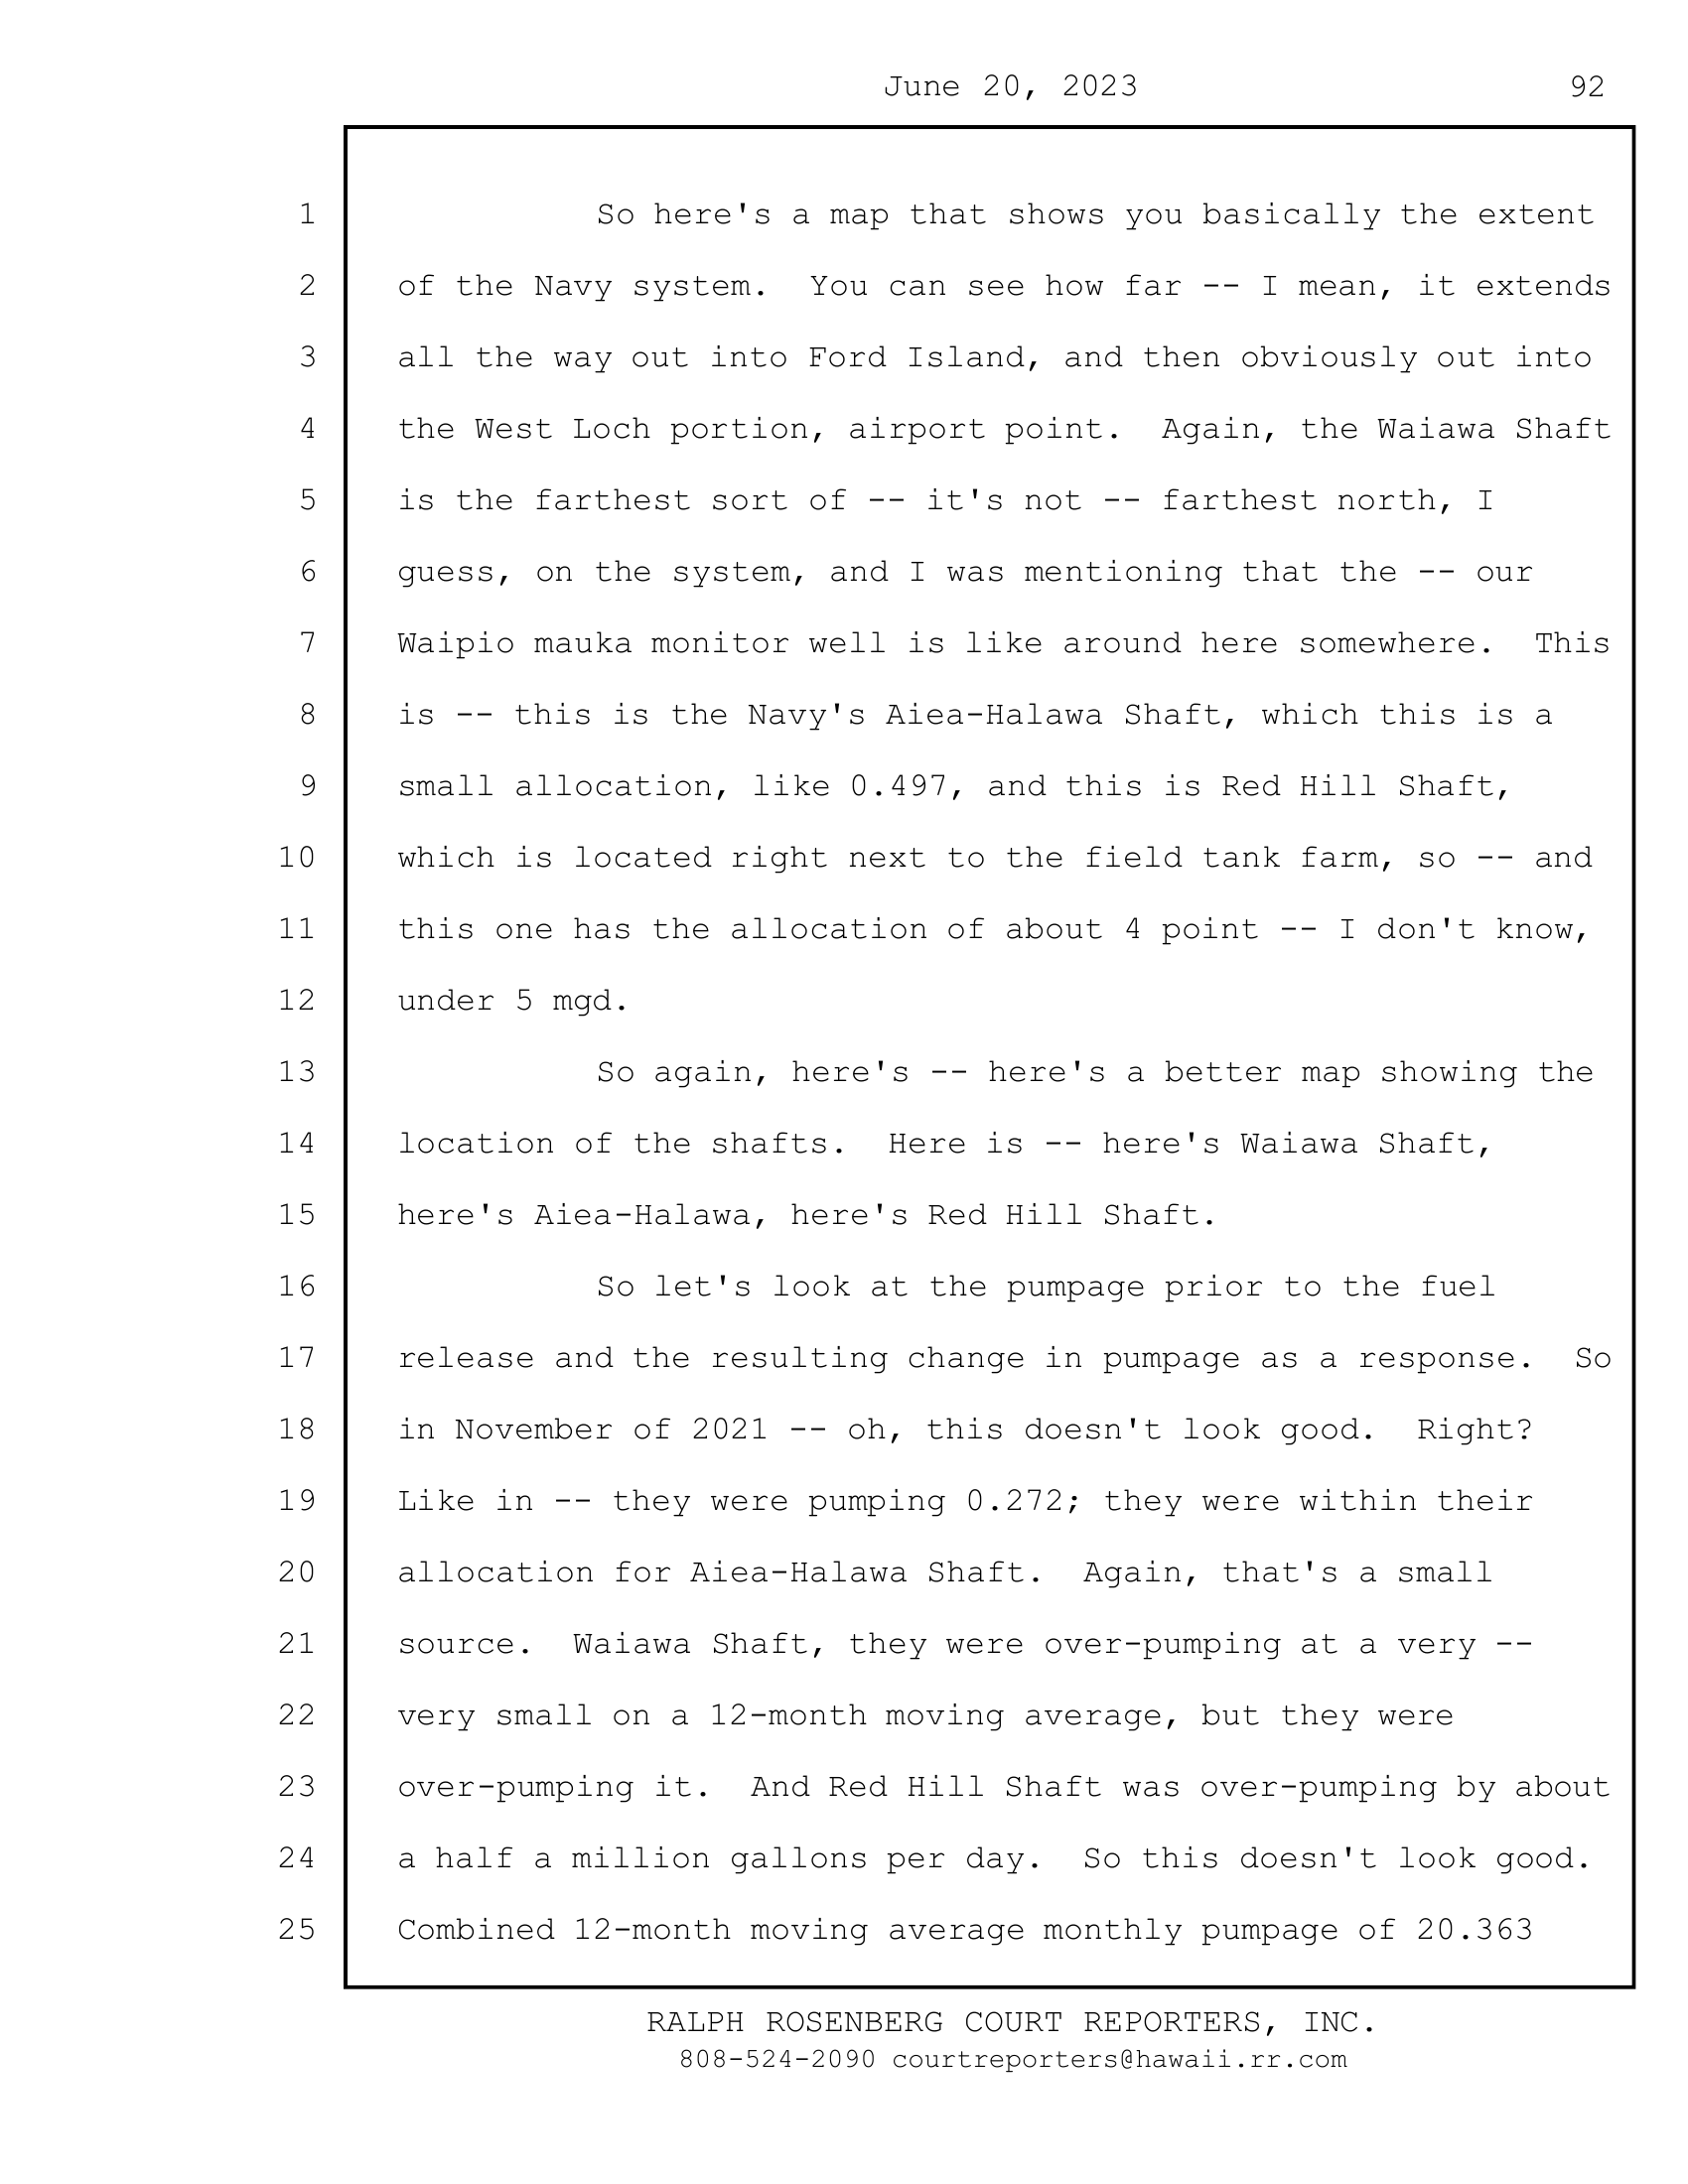 June 20, 2023 92
1 So here's a map that shows you basically the extent
2 of the Navy system.  You can see how far -- I mean, it extends
3 all the way out into Ford Island, and then obviously out into
4 the West Loch portion, airport point.  Again, the Waiawa Shaft
5 is the farthest sort of -- it's not -- farthest north, I
6 guess, on the system, and I was mentioning that the -- our
7 Waipio mauka monitor well is like around here somewhere.  This
8 is -- this is the Navy's Aiea-Halawa Shaft, which this is a
9 small allocation, like 0.497, and this is Red Hill Shaft,
10 which is located right next to the field tank farm, so -- and
11 this one has the allocation of about 4 point -- I don't know,
12 under 5 mgd.
13 So again, here's -- here's a better map showing the
14 location of the shafts.  Here is -- here's Waiawa Shaft,
15 here's Aiea-Halawa, here's Red Hill Shaft.
16 So let's look at the pumpage prior to the fuel
17 release and the resulting change in pumpage as a response.  So
18 in November of 2021 -- oh, this doesn't look good.  Right?
19 Like in -- they were pumping 0.272; they were within their
20 allocation for Aiea-Halawa Shaft.  Again, that's a small
21 source.  Waiawa Shaft, they were over-pumping at a very --
22 very small on a 12-month moving average, but they were
23 over-pumping it.  And Red Hill Shaft was over-pumping by about
24 a half a million gallons per day.  So this doesn't look good.
25 Combined 12-month moving average monthly pumpage of 20.363
RALPH ROSENBERG COURT REPORTERS, INC.
808-524-2090 courtreporters@hawaii.rr.com